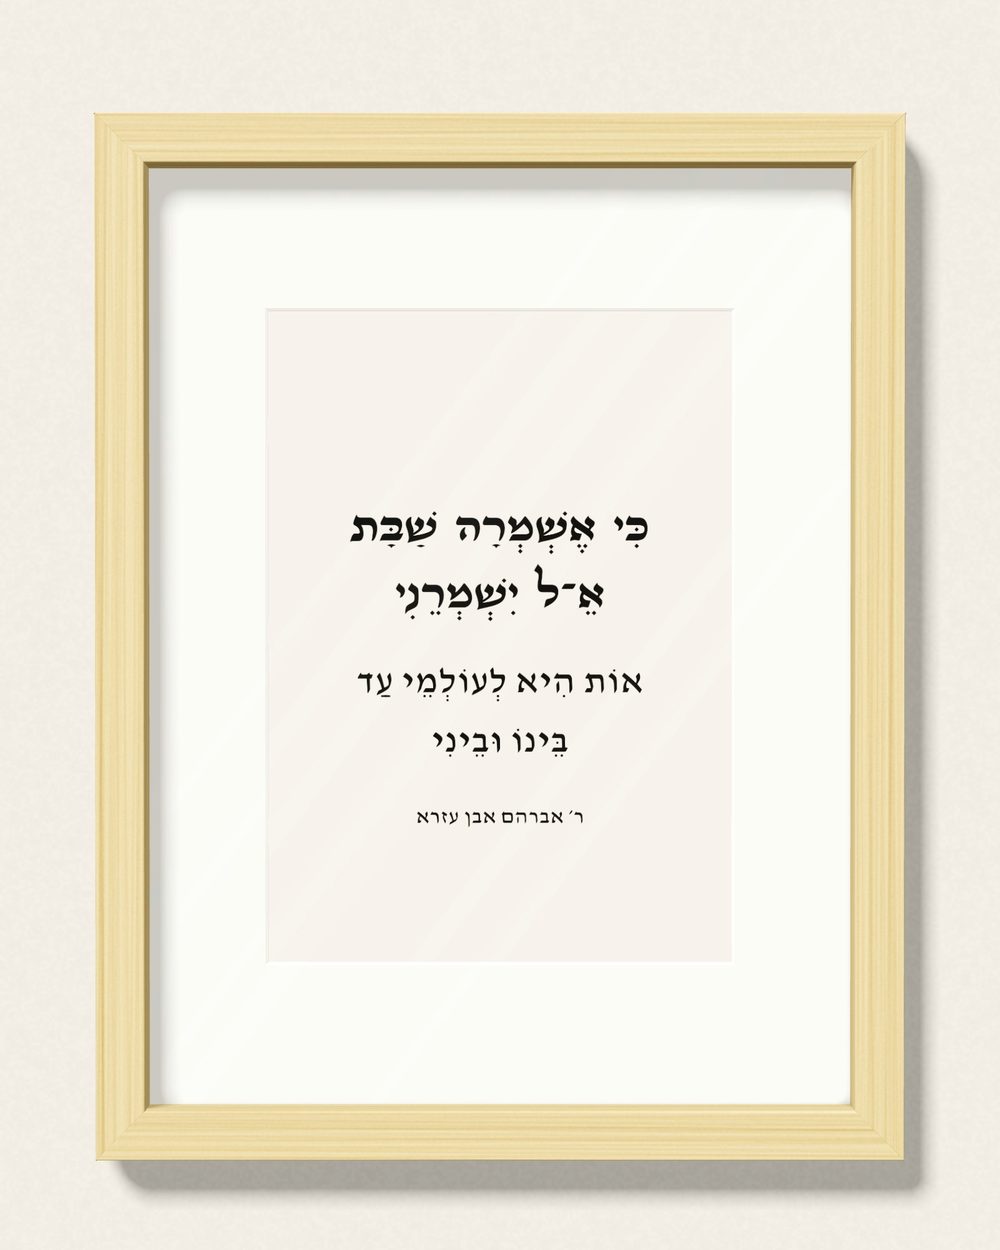 כִּי אֶשְׁמְרָה שַׁבָּת
אֵ־ל יִשְׁמְרֵנִי
אוֹת הִיא לְעוֹלְמֵי עַד
בֵּינוֹ וּבֵינִי
ר׳ אברהם אבן עזרא